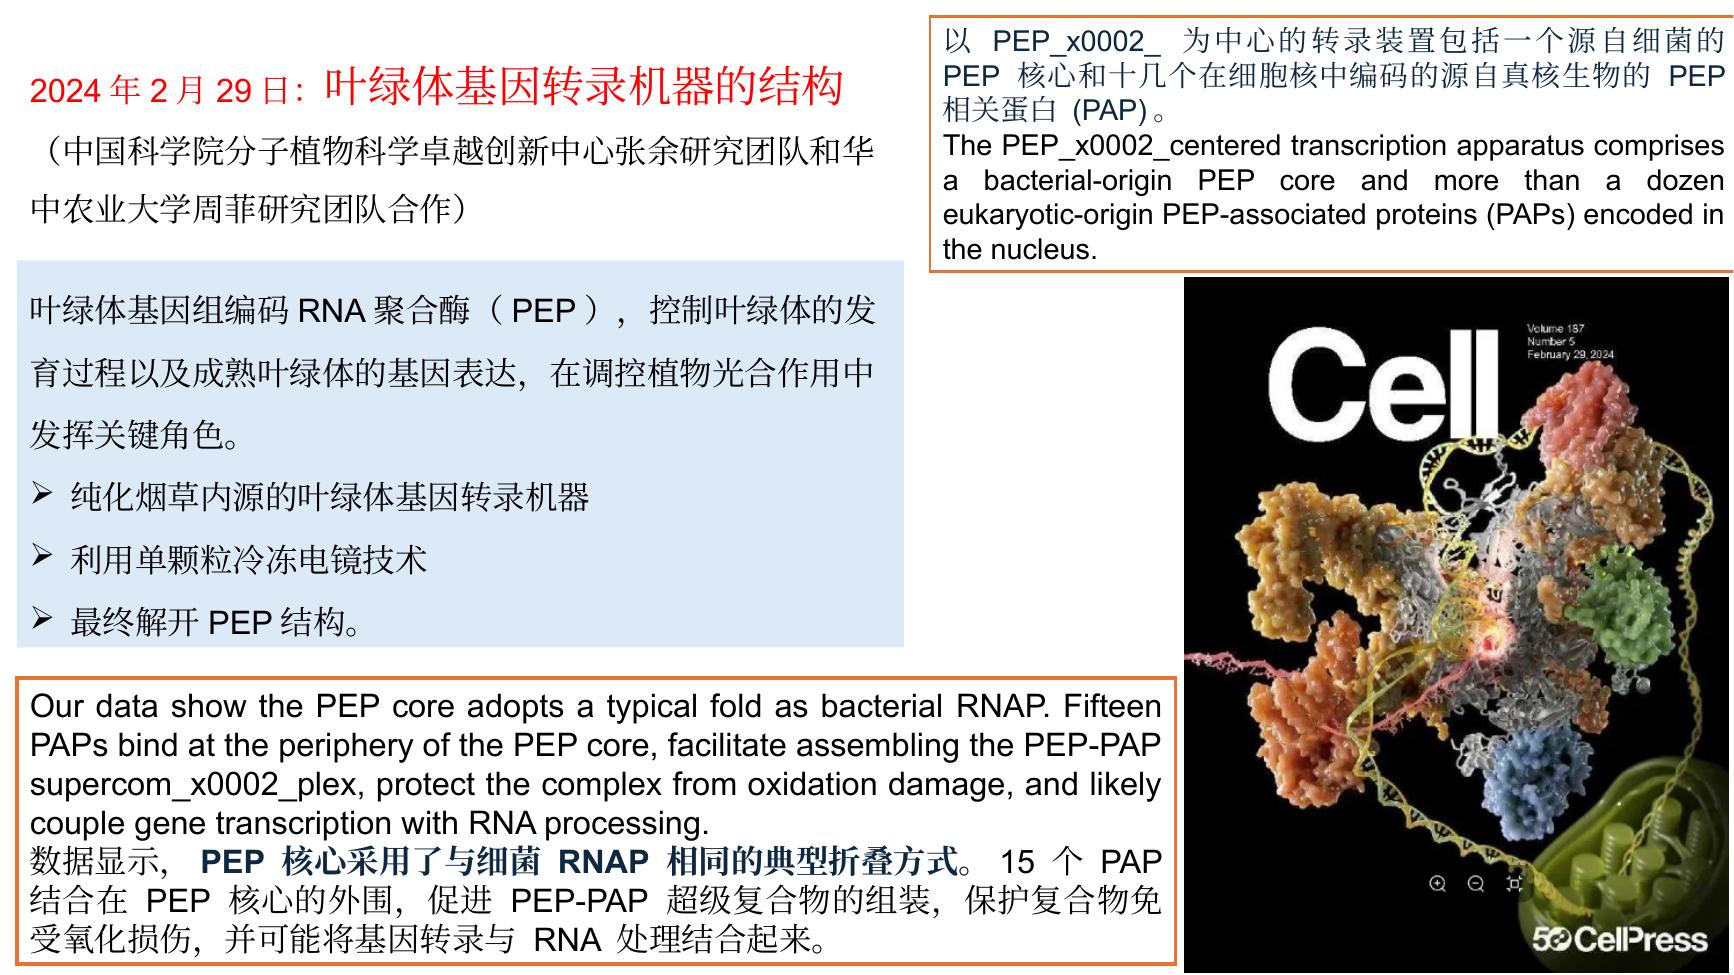 2024年2月29日：叶绿体基因转录机器的结构
（中国科学院分子植物科学卓越创新中心张余研究团队和华
中农业大学周菲研究团队合作）
叶绿体基因组编码RNA聚合酶（PEP），控制叶绿体的发
育过程以及成熟叶绿体的基因表达，在调控植物光合作用中
发挥关键角色。
➢ 纯化烟草内源的叶绿体基因转录机器
➢ 利用单颗粒冷冻电镜技术
➢ 最终解开PEP结构。
Our data show the PEP core adopts a typical fold as bacterial RNAP. Fifteen
PAPs bind at the periphery of the PEP core, facilitate assembling the PEP-PAP
supercom_x0002_plex, protect the complex from oxidation damage, and likely
couple gene transcription with RNA processing.
数据显示， PEP 核心采用了与细菌 RNAP 相同的典型折叠方式。15 个 PAP
结合在 PEP 核心的外围，促进 PEP-PAP 超级复合物的组装，保护复合物免
受氧化损伤，并可能将基因转录与 RNA 处理结合起来。
以 PEP_x0002_ 为中心的转录装置包括一个源自细菌的
PEP 核心和十几个在细胞核中编码的源自真核生物的 PEP
相关蛋白 (PAP)。
The PEP_x0002_centered transcription apparatus comprises
a bacterial-origin PEP core and more than a dozen
eukaryotic-origin PEP-associated proteins (PAPs) encoded in
the nucleus.
Cell
Volume 187
Number 5
February 29, 2024
50 CellPress